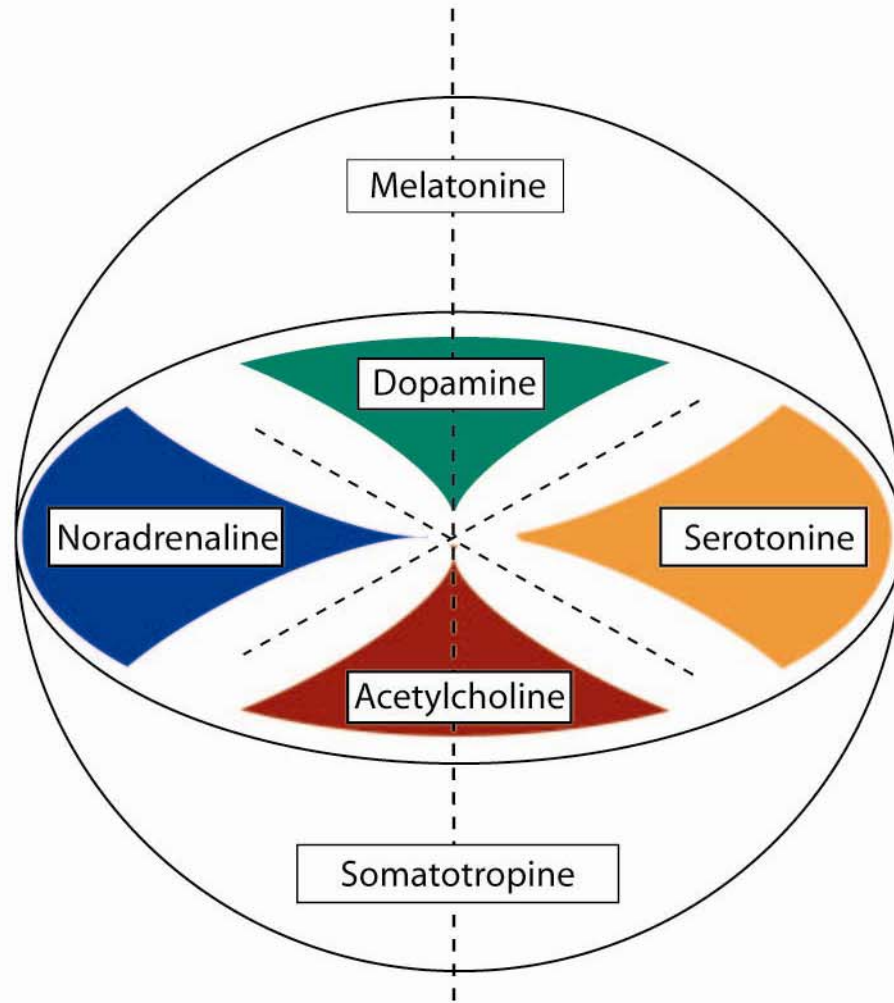 Melatonine
Dopamine
Noradrenaline
Serotonine
Acetylcholine
Somatotropine